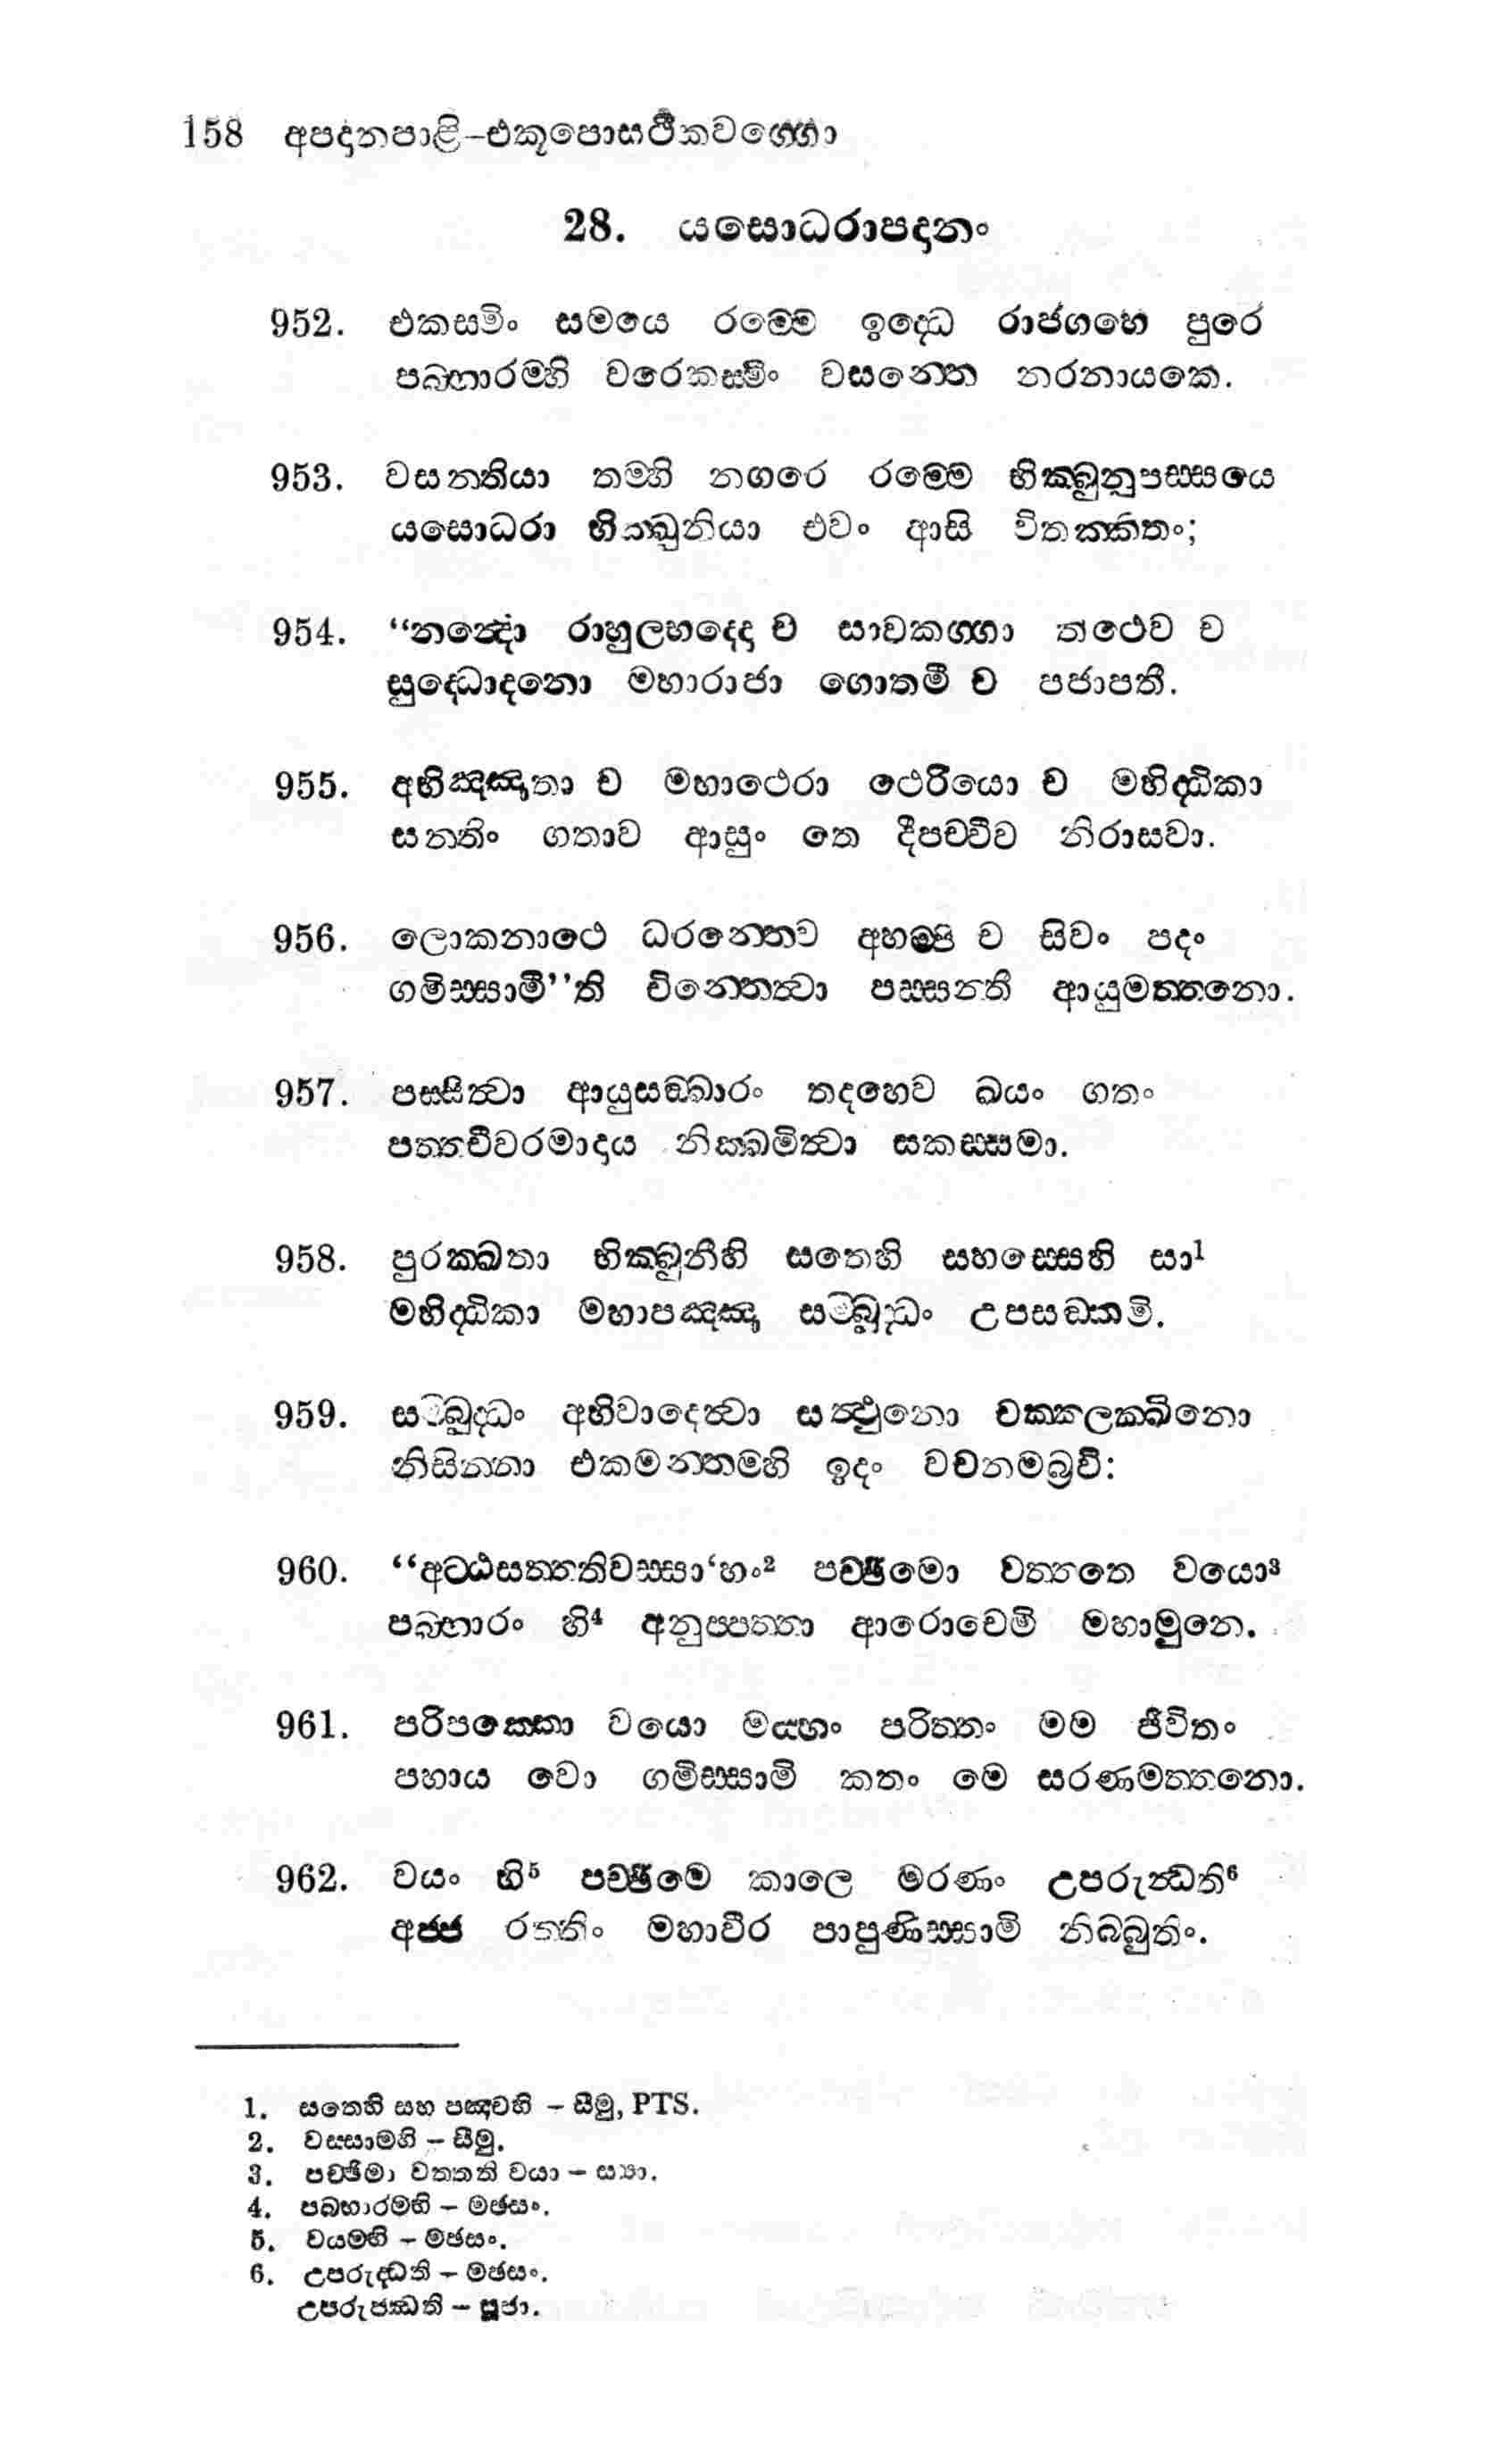 158 අපදානපාළි–එකූපොසථිකවග්ගො
28. යසොධරාපදානං
952. එකස්මිං සමයෙ රම්මෙ ඉද්ධෙ රාජගහෙ පුරෙ
පබ්භාරම්හි වරෙකස්මිං වසන්තෙ නරනායකෙ.
953. වසන්තියා තම්හි නගරෙ රම්මෙ භික්ඛුනුපස්සයෙ
යසොධරා භික්ඛුනියා එවං ආසි විතක්කිතං;
954. “නන්දො රාහුලභද්දො ච සාවකග්ගා තථෙව ච
සුද්ධොදනො මහාරාජා ගොතමී ච පජාපතී.
955. අභිඤ්ඤාතා ච මහාථෙරා ථෙරියො ච මහිද්ධිකා
සන්තිං ගතාව ආසුං තෙ දීපච්චීව නිරාසවා.
956. ලොකනාථෙ ධරන්තෙව අහම්පි ච සිවං පදං
ගමිස්සාමී”ති චින්තෙත්වා පස්සන්තී ආයුමත්තනො.
957. පස්සිත්වා ආයුසඞ්ඛාරං තදහෙව ඛයං ගතං
පත්තචීවරමාදාය නික්ඛමිත්වා සකස්සමා.
958. පුරක්ඛතා භික්ඛුනීහි සතෙහි සහස්සෙහි සා¹
මහිද්ධිකා මහාපඤ්ඤා සම්බුද්ධං උපසඞ්කමි.
959. සම්බුද්ධං අභිවාදෙත්වා සත්ථුනො චක්කලක්ඛිනො
නිසින්නා එකමන්තම්හි ඉදං වචනමබ්‍රවි:
960. “අට්ඨසත්තතිවස්සා‘හං² පච්ඡිමො වත්තතෙ වයො³
පබ්භාරං හි⁴ අනුප්පත්තා ආරොචෙමි මහාමුනෙ.
961. පරිපක්කො වයො මය්හං පරිත්තං මම ජීවිතං
පහාය වො ගමිස්සාමි කතං මෙ සරණමත්තනො.
962. වයං හි⁵ පච්ඡිමෙ කාලෙ මරණං උපරුන්ධති⁶
අජ්ජ රත්තිං මහාවීර පාපුණිස්සාමි නිබ්බුතිං.
1. සතෙහි සහ පඤ්චහි – සීමු, PTS.
2. වස්සාමහි – සීමු.
3. පච්ඡිමා වත්තති වයා – ස්‍යා.
4. පබ්භාරම්හි – මඡසං.
5. වයම්හි – මඡසං.
6. උපරුද්ධති – මඡසං.
උපරුජ්ඣති – පූජා.